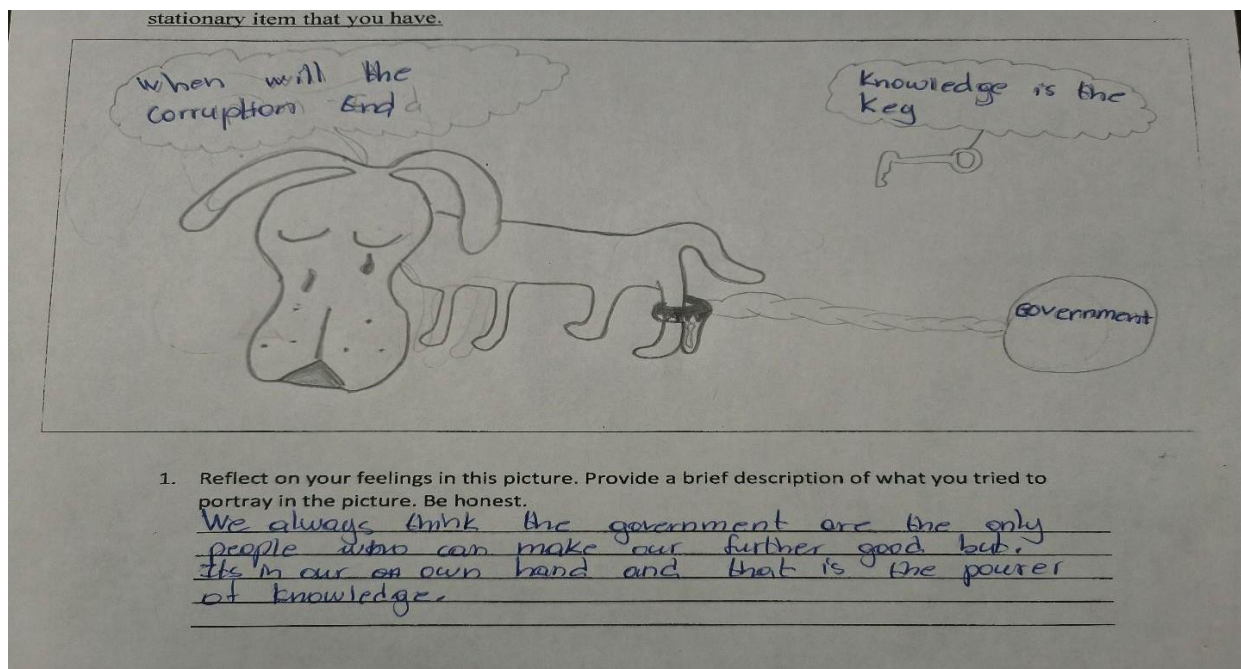 stationary item that you have.
When will the
corruption End
Knowledge is the
Key
Government
1. Reflect on your feelings in this picture. Provide a brief description of what you tried to
portray in the picture. Be honest.
We always think the government are the only
people who can make our further good but.
Its in our own hand and that is the power
of knowledge.